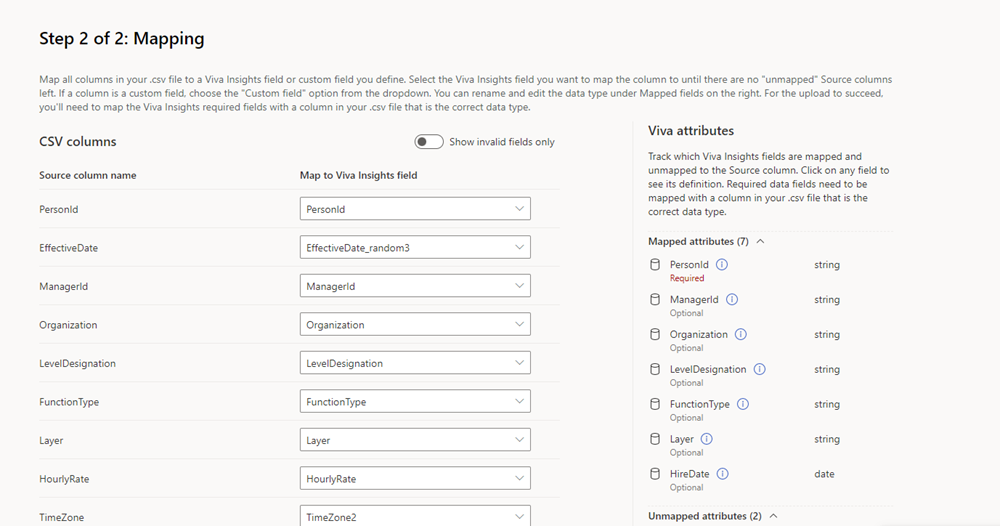 Step 2 of 2: Mapping
Map all columns in your .csv file to a Viva Insights field or custom field you define. Select the Viva Insights field you want to map the column to until there are no "unmapped" Source columns
left. If a column is a custom field, choose the "Custom field" option from the dropdown. You can rename and edit the data type under Mapped fields on the right. For the upload to succeed,
you'll need to map the Viva Insights required fields with a column in your .csv file that is the correct data type.
CSV columns
Show invalid fields only
Source column name
Map to Viva Insights field
PersonId
PersonId
EffectiveDate
EffectiveDate_random3
ManagerId
ManagerId
Organization
Organization
LevelDesignation
LevelDesignation
FunctionType
FunctionType
Layer
Layer
HourlyRate
HourlyRate
TimeZone
TimeZone2
Viva attributes
Track which Viva Insights fields are mapped and
unmapped to the Source column. Click on any field to
see its definition. Required data fields need to be
mapped with a column in your .csv file that is the
correct data type.
Mapped attributes (7)
PersonId
string
Required
ManagerId
string
Optional
Organization
string
Optional
LevelDesignation
string
Optional
FunctionType
string
Optional
Layer
string
Optional
HireDate
date
Optional
Unmapped attributes (2)